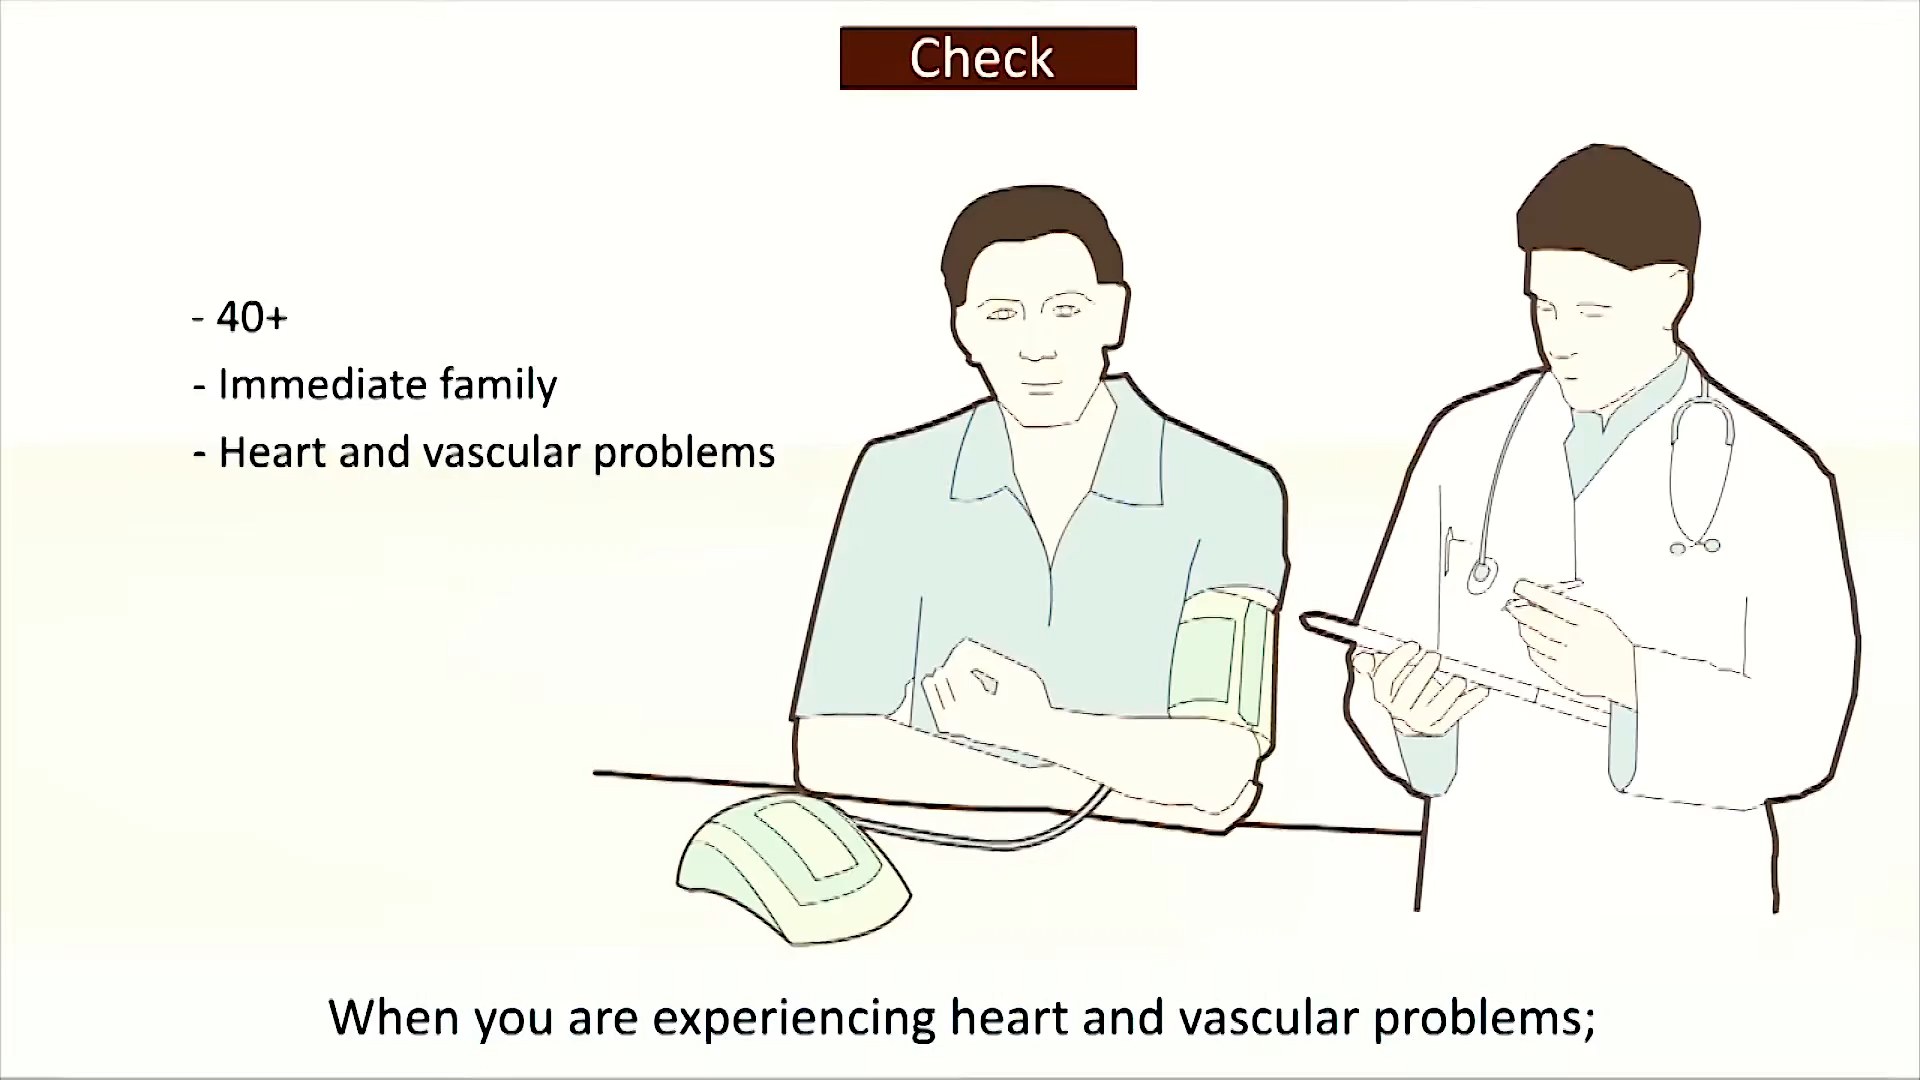 Check
- 40+
- Immediate family
- Heart and vascular problems
When you are experiencing heart and vascular problems;